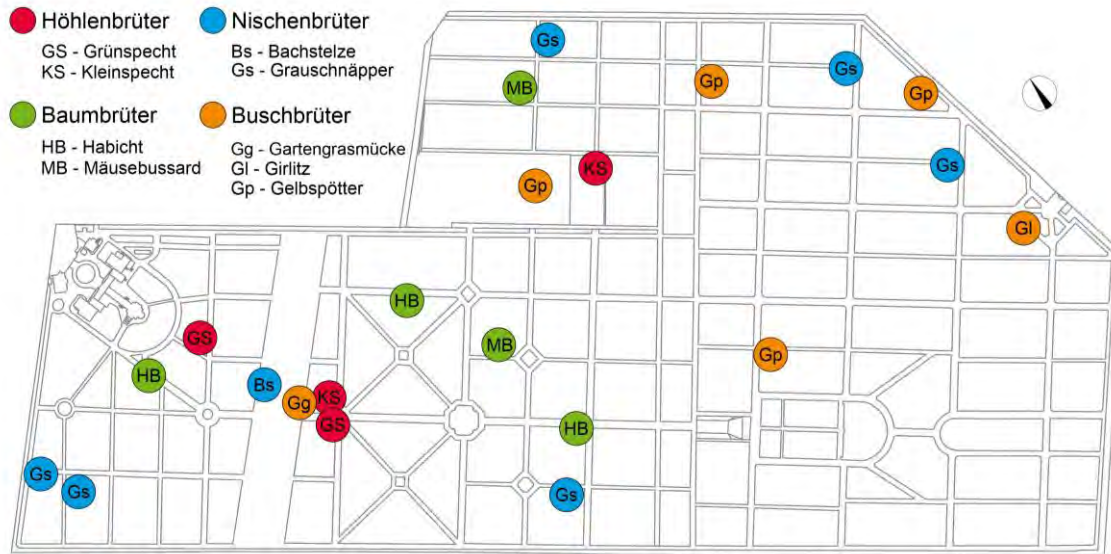 Höhlenbrüter
GS - Grünspecht
KS - Kleinspecht
Nischenbrüter
Bs - Bachstelze
Gs - Grauschnäpper
Baumbrüter
HB - Habicht
MB - Mäusebussard
Buschbrüter
Gg - Gartengrasmücke
Gl - Girlitz
Gp - Gelbspötter
Gs
Gs
MB
Gp
Gp
KS
Gs
Gp
Gl
HB
GS
MB
Gp
HB
Bs
KS
Gg
GS
HB
Gs
Gs
Gs